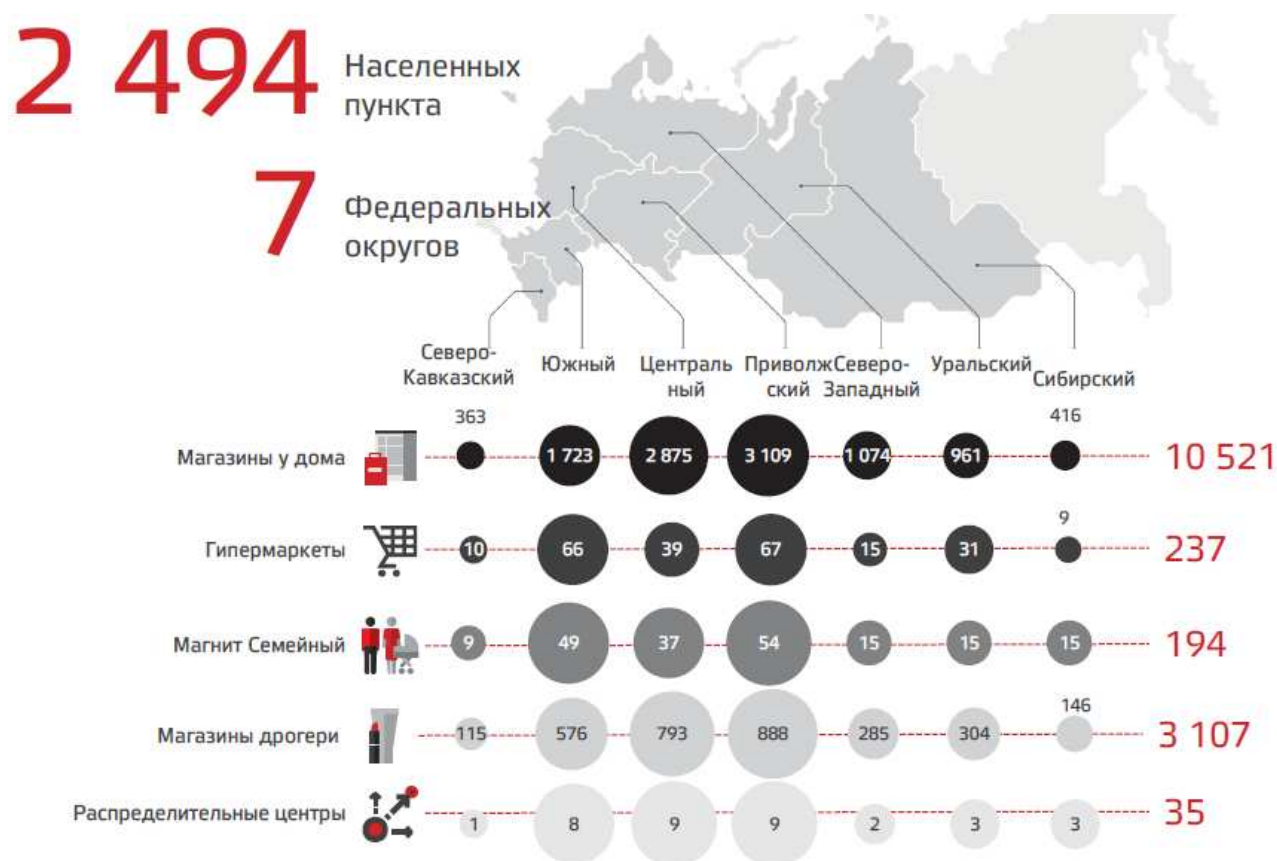 2 494
Населенных
пункта
7
Федеральных
округов
Северо-
Кавказский
Южный
Централь
ный
Приволж
ский
Северо-
Западный
Уральский
Сибирский
Магазины у дома
363
1 723
2 875
3 109
1 074
961
416
10 521
Гипермаркеты
10
66
39
67
15
31
9
237
Магнит Семейный
9
49
37
54
15
15
15
194
Магазины дрогери
115
576
793
888
285
304
146
3 107
Распределительные центры
1
8
9
9
2
3
3
35